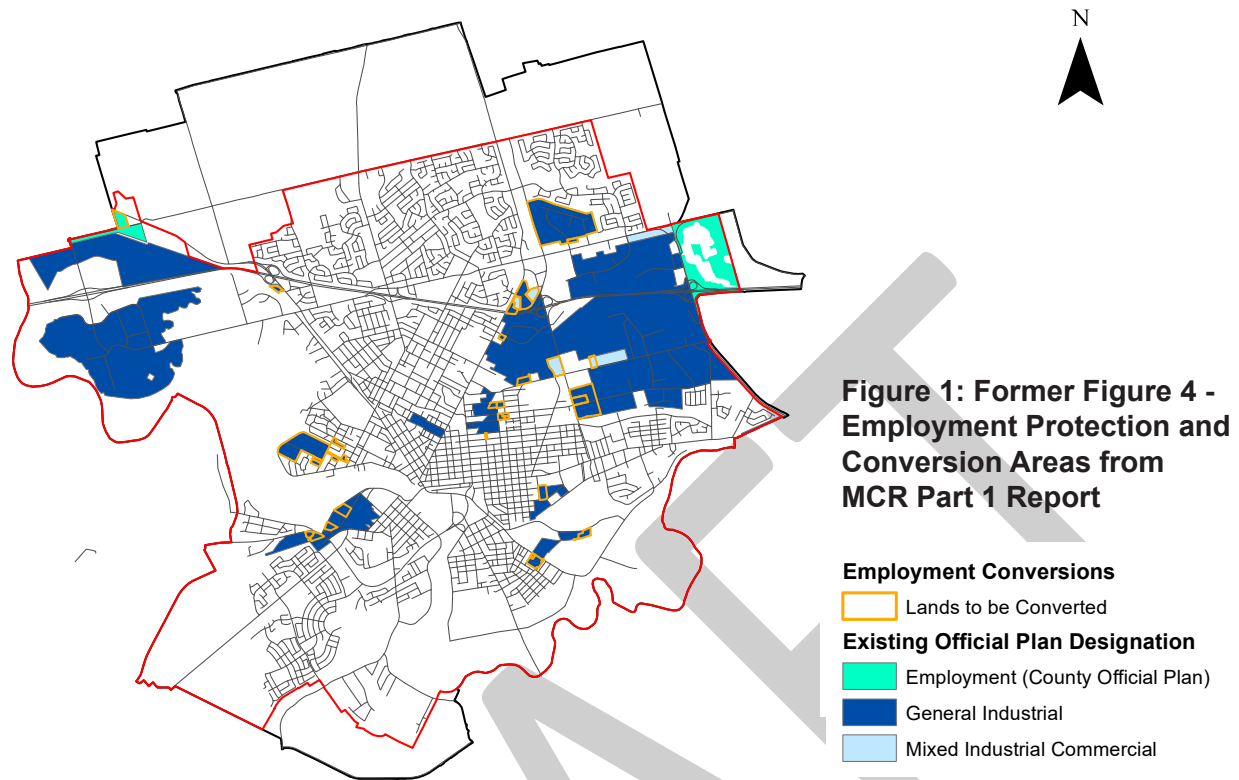 N
Figure 1: Former Figure 4 -
Employment Protection and
Conversion Areas from
MCR Part 1 Report
Employment Conversions
Lands to be Converted
Existing Official Plan Designation
Employment (County Official Plan)
General Industrial
Mixed Industrial Commercial